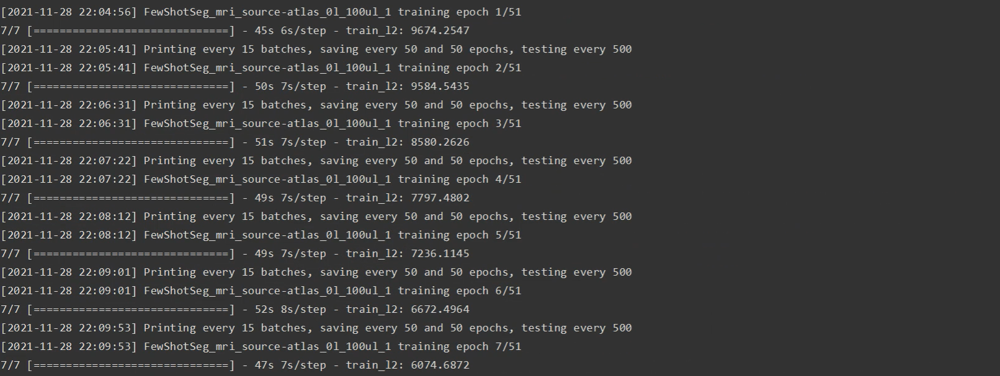 [2021-11-28 22:04:56] FewShotSeg_mri_source-atlas_0l_100ul_1 training epoch 1/51
7/7 [==============================] - 45s 6s/step - train_l2: 9674.2547
[2021-11-28 22:05:41] Printing every 15 batches, saving every 50 and 50 epochs, testing every 500
[2021-11-28 22:05:41] FewShotSeg_mri_source-atlas_0l_100ul_1 training epoch 2/51
7/7 [==============================] - 50s 7s/step - train_l2: 9584.5435
[2021-11-28 22:06:31] Printing every 15 batches, saving every 50 and 50 epochs, testing every 500
[2021-11-28 22:06:31] FewShotSeg_mri_source-atlas_0l_100ul_1 training epoch 3/51
7/7 [==============================] - 51s 7s/step - train_l2: 8580.2626
[2021-11-28 22:07:22] Printing every 15 batches, saving every 50 and 50 epochs, testing every 500
[2021-11-28 22:07:22] FewShotSeg_mri_source-atlas_0l_100ul_1 training epoch 4/51
7/7 [==============================] - 49s 7s/step - train_l2: 7797.4802
[2021-11-28 22:08:12] Printing every 15 batches, saving every 50 and 50 epochs, testing every 500
[2021-11-28 22:08:12] FewShotSeg_mri_source-atlas_0l_100ul_1 training epoch 5/51
7/7 [==============================] - 49s 7s/step - train_l2: 7236.1145
[2021-11-28 22:09:01] Printing every 15 batches, saving every 50 and 50 epochs, testing every 500
[2021-11-28 22:09:01] FewShotSeg_mri_source-atlas_0l_100ul_1 training epoch 6/51
7/7 [==============================] - 52s 8s/step - train_l2: 6672.4964
[2021-11-28 22:09:53] Printing every 15 batches, saving every 50 and 50 epochs, testing every 500
[2021-11-28 22:09:53] FewShotSeg_mri_source-atlas_0l_100ul_1 training epoch 7/51
7/7 [==============================] - 47s 7s/step - train_l2: 6074.6872